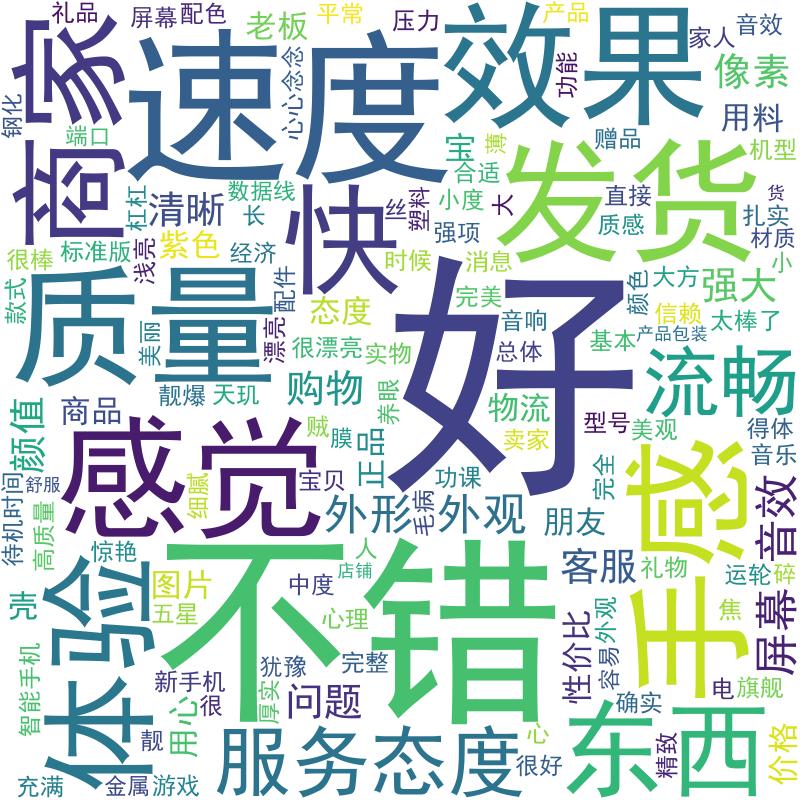 礼品
屏幕
配色
老板
平常
压力
产品
家人
音效
商家
速度
效果
心心念念
功能
像素
钢化
端口
用料
宝
薄
赠品
机型
合适
发货
清晰
数据线
长
杠杠
快
丝
塑料
小度
强项
大
直接
质感
货
扎实
材质
小
很棒
标准版
紫色
浅亮
经济
配件
时候
消息
款式
质量
美丽
漂亮
态度
完美
音响
颜色
大方
信赖
强大
太棒了
好
很漂亮
实物
总体
基本
产品包装
靓爆
天玑
购物
养眼
物流
型号
流畅
美观
得体
颜值
商品
贼
膜
正品
卖家
音乐
待机时间
舒服
感觉
细腻
宝贝
功课
毛病
外形
外观
朋友
完全
手感
音效
高质量
惊艳
不错
人
店铺
客服
礼物
运轮
碎
壳
体验
图片
五星
中度
心理
性价比
容易
外观
焦
屏幕
智能手机
新手机
很
犹豫
完整
厚实
问题
确实
电
旗舰
用心
靓
服务态度
心
很好
东西
精致
价格
充满
金属
游戏